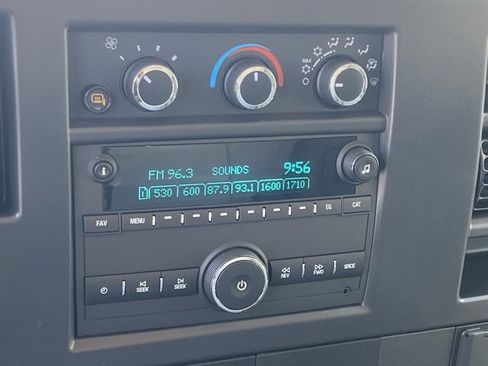 MAX
FM 96.3 SOUNDS 9:56
1 530 600 87.9 93.1 1600 1710
FAV MENU EQ CAT
SEEK SEEK REV FWD SRCE